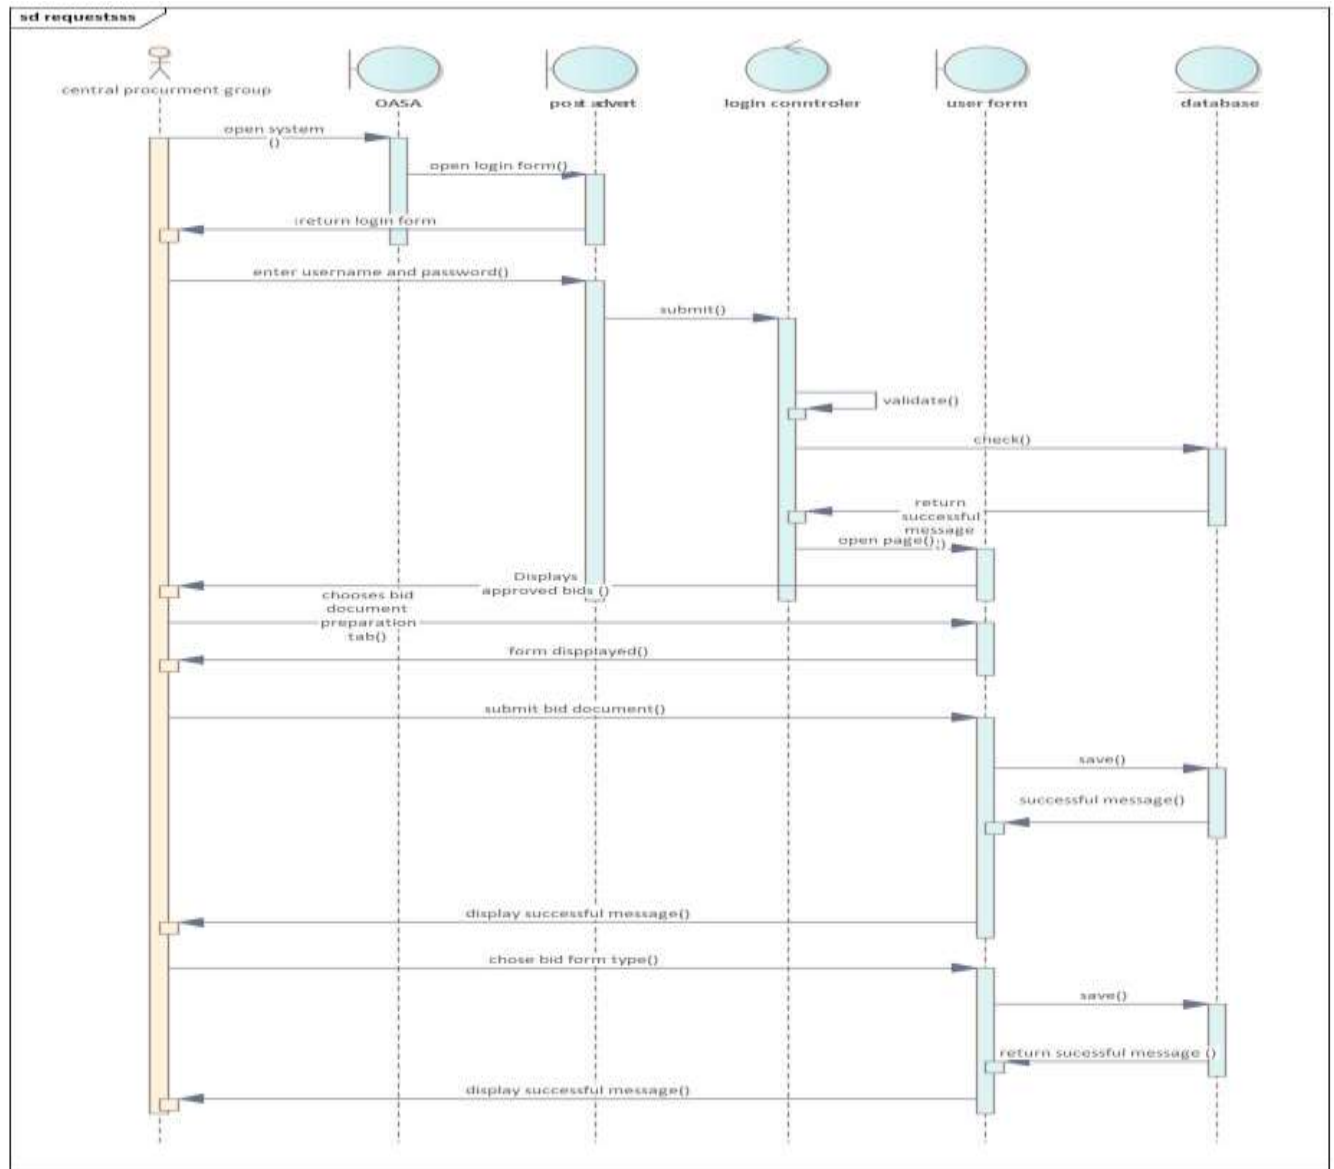 sd requestsss
central procurment group
OASA
post advert
login conntroler
user form
database
open system
()
open login form()
:return login form
enter username and password()
submit()
validate()
check()
return
successful
message
open page()
:)
Displays
approved bids ()
chooses bid
document
preparation
tab()
form dispplayed()
submit bid document()
save()
successful message()
display successful message()
chose bid form type()
save()
return sucessful message ()
display successful message()